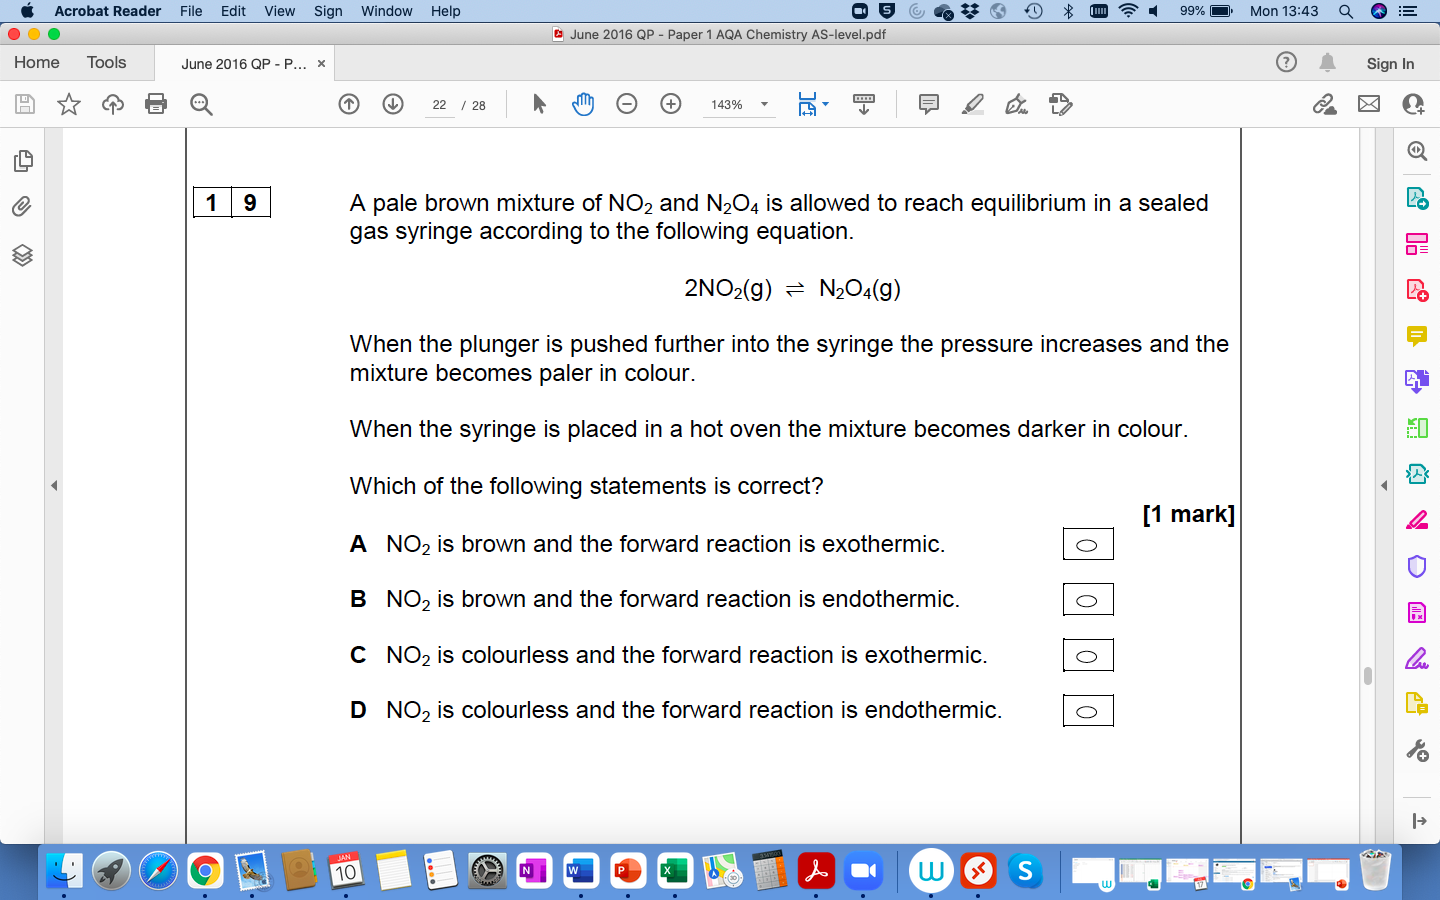 Acrobat Reader File Edit View Sign Window Help 99% Mon 13:43
June 2016 QP - Paper 1 AQA Chemistry AS-level.pdf
Home Tools June 2016 QP - P... × Sign In
22 / 28 143%
1 9 A pale brown mixture of NO₂ and N₂O₄ is allowed to reach equilibrium in a sealed
gas syringe according to the following equation.
2NO₂(g) ⇌ N₂O₄(g)
When the plunger is pushed further into the syringe the pressure increases and the
mixture becomes paler in colour.
When the syringe is placed in a hot oven the mixture becomes darker in colour.
Which of the following statements is correct?
[1 mark]
A NO₂ is brown and the forward reaction is exothermic.
B NO₂ is brown and the forward reaction is endothermic.
C NO₂ is colourless and the forward reaction is exothermic.
D NO₂ is colourless and the forward reaction is endothermic.
JAN
10